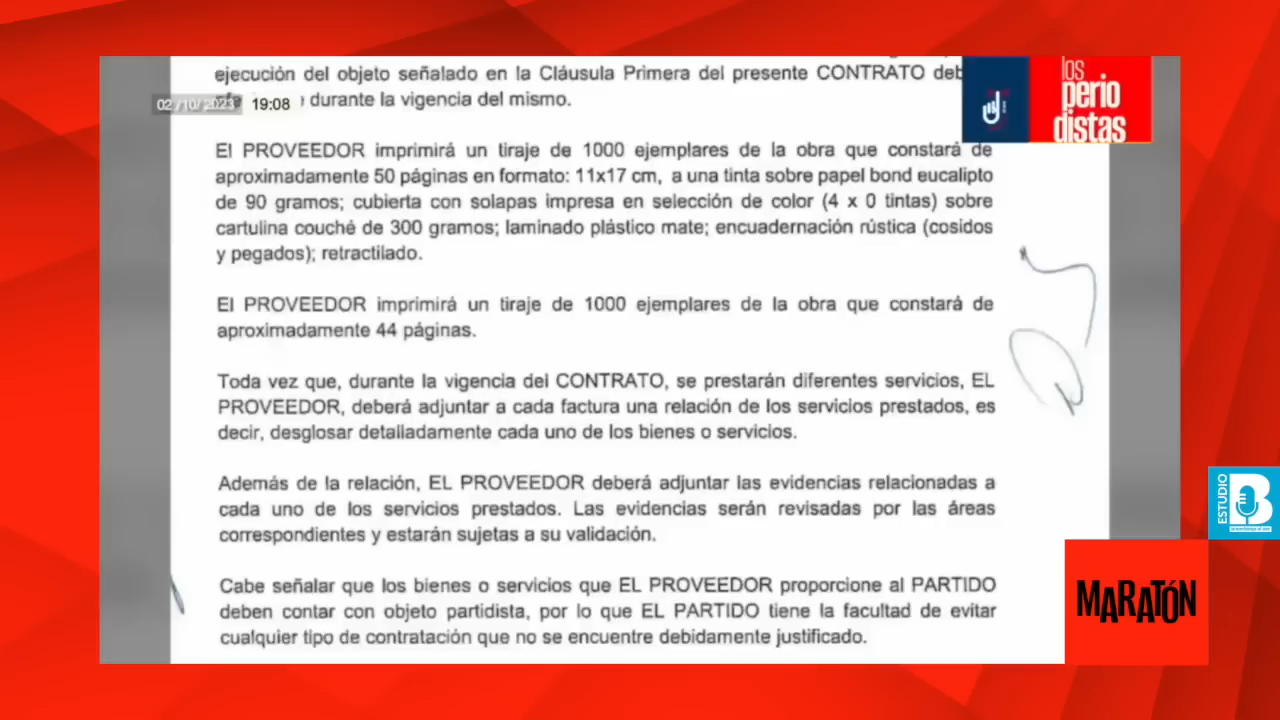 ejecución del objeto señalado en la Cláusula Primera del presente CONTRATO
durante la vigencia del mismo.
02/10/2023 19:08
los
perio
distas
El PROVEEDOR imprimirá un tiraje de 1000 ejemplares de la obra que constará de
aproximadamente 50 páginas en formato: 11x17 cm, a una tinta sobre papel bond eucalipto
de 90 gramos; cubierta con solapas impresa en selección de color (4 x 0 tintas) sobre
cartulina couché de 300 gramos; laminado plástico mate; encuadernación rústica (cosidos
y pegados); retractilado.
El PROVEEDOR imprimirá un tiraje de 1000 ejemplares de la obra que constará de
aproximadamente 44 páginas.
Toda vez que, durante la vigencia del CONTRATO, se prestarán diferentes servicios, EL
PROVEEDOR, deberá adjuntar a cada factura una relación de los servicios prestados, es
decir, desglosar detalladamente cada uno de los bienes o servicios.
Además de la relación, EL PROVEEDOR deberá adjuntar las evidencias relacionadas a
cada uno de los servicios prestados. Las evidencias serán revisadas por las áreas
correspondientes y estarán sujetas a su validación.
Cabe señalar que los bienes o servicios que EL PROVEEDOR proporcione al PARTIDO
deben contar con objeto partidista, por lo que EL PARTIDO tiene la facultad de evitar
cualquier tipo de contratación que no se encuentre debidamente justificado.
ESTUDIO
B
MARATÓN